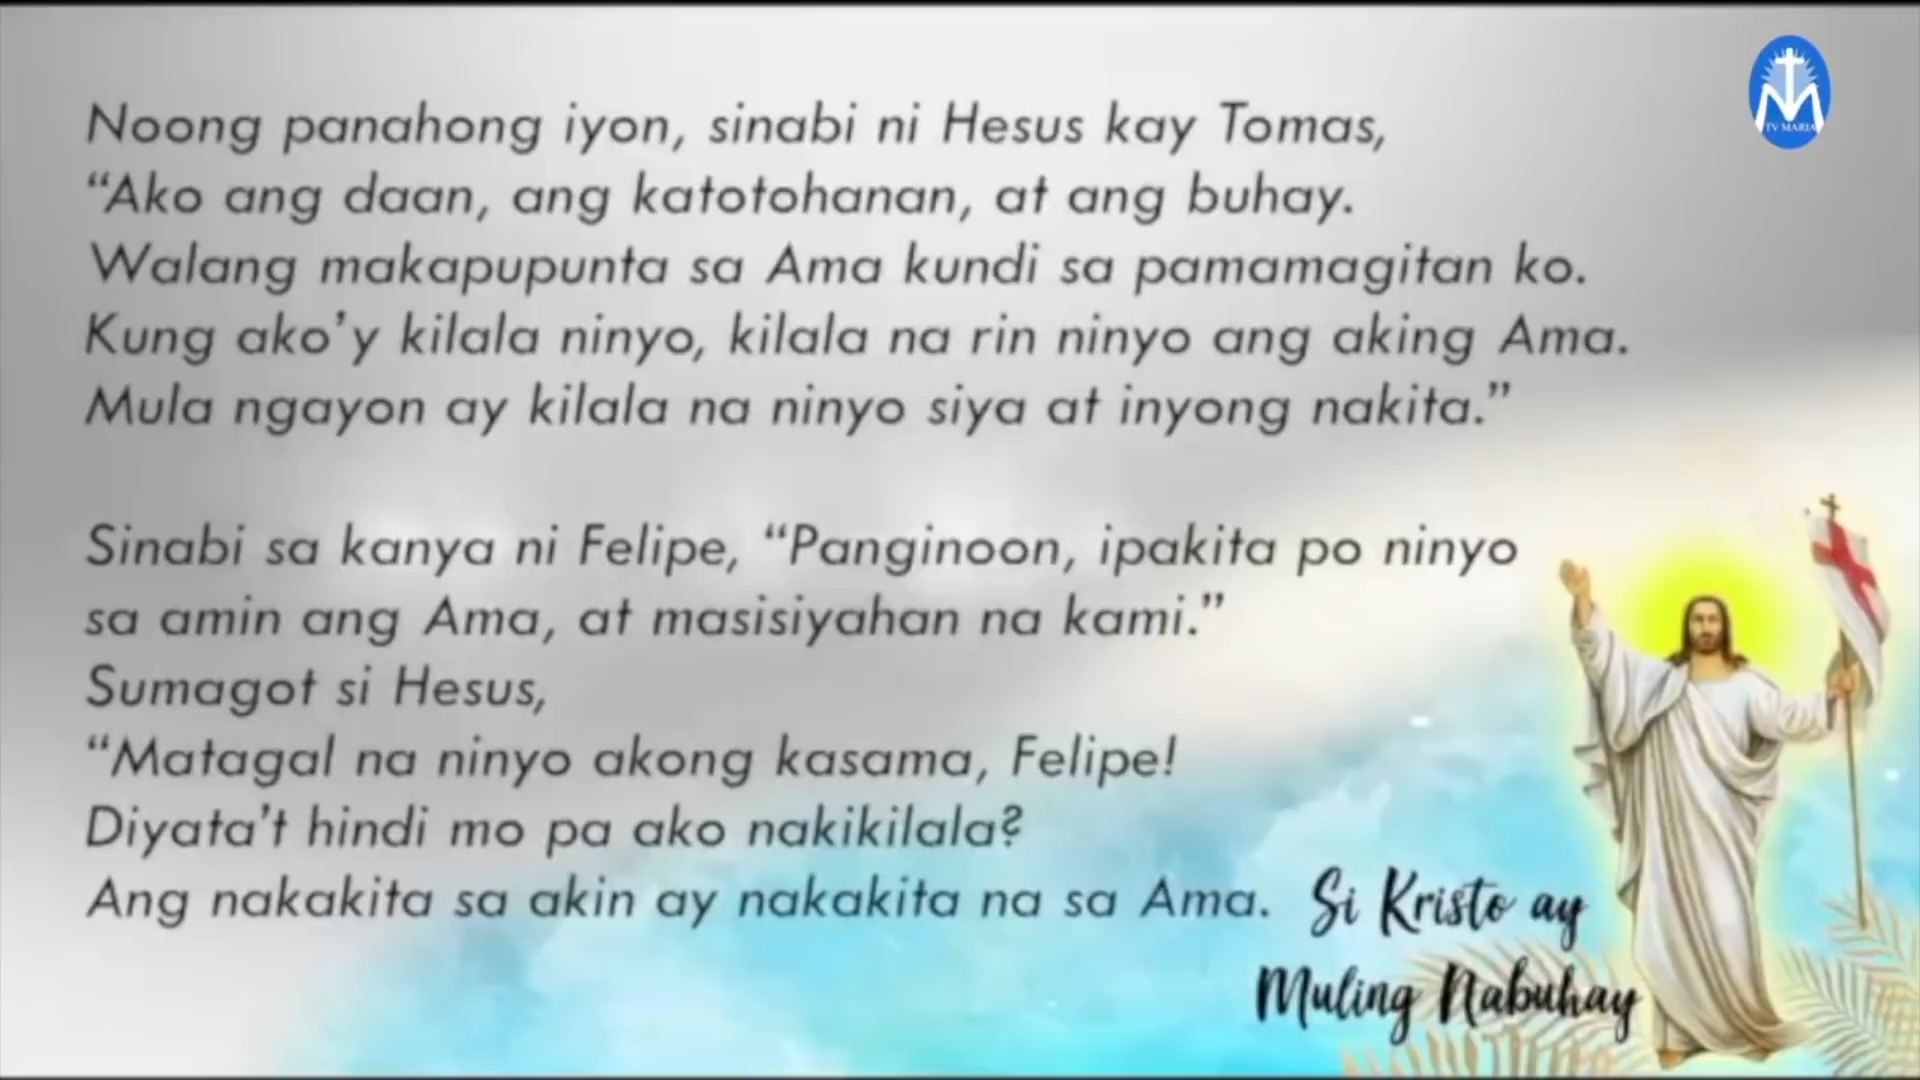 Noong panahong iyon, sinabi ni Hesus kay Tomas,
“Ako ang daan, ang katotohanan, at ang buhay.
Walang makapupunta sa Ama kundi sa pamamagitan ko.
Kung ako’y kilala ninyo, kilala na rin ninyo ang aking Ama.
Mula ngayon ay kilala na ninyo siya at inyong nakita.”
Sinabi sa kanya ni Felipe, “Panginoon, ipakita po ninyo
sa amin ang Ama, at masisiyahan na kami.”
Sumagot si Hesus,
“Matagal na ninyo akong kasama, Felipe!
Diyata’t hindi mo pa ako nakikilala?
Ang nakakita sa akin ay nakakita na sa Ama.
Si Kristo ay
Muling Nabuhay
TV MARIA